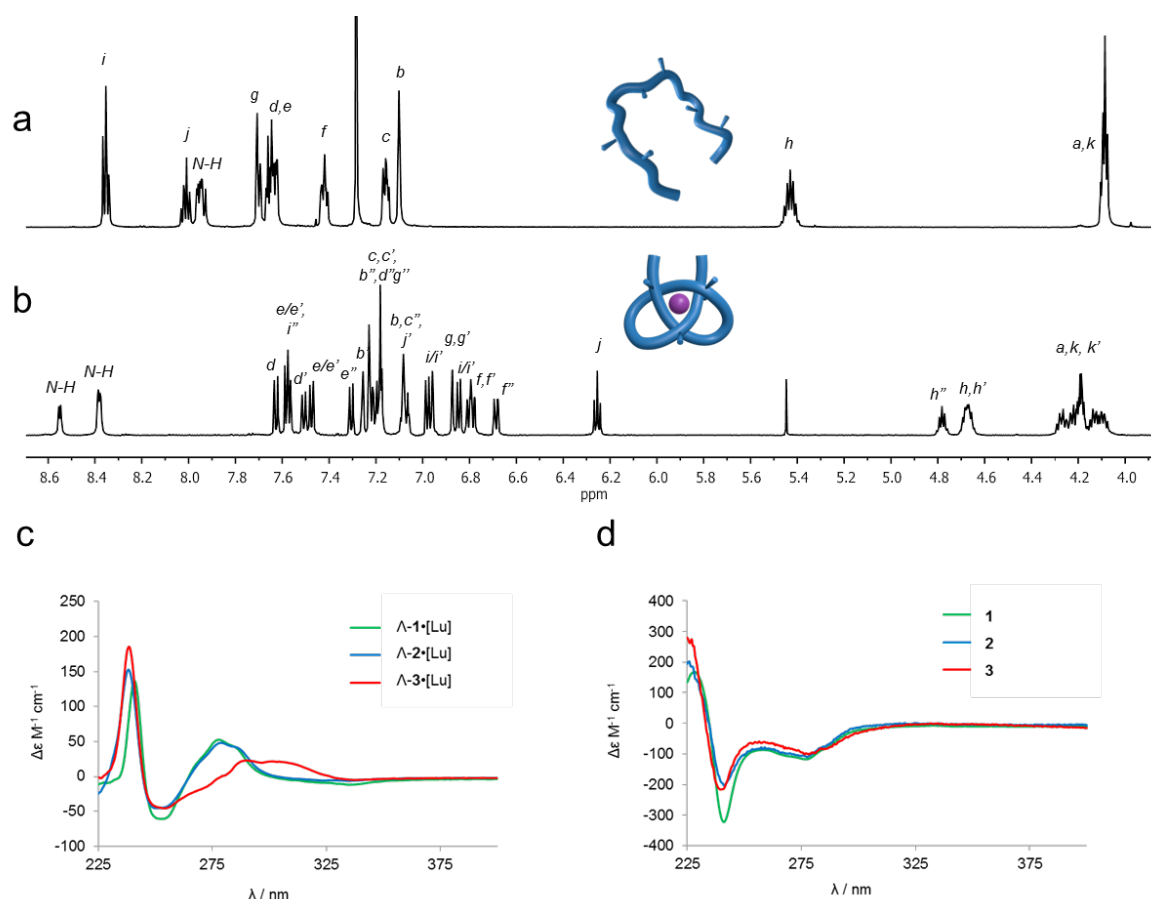 a
i
j
N-H
g
d,e
f
c
b
h
a,k
b
N-H
N-H
d
e/e’,
i”
d’
e/e’
e”
b’
c,c’,
b”,d”g”
b,c”,
j’
i/i’
g,g’
i/i’
f,f’
f”
j
h”
h,h’
a,k, k’
8.6 8.4 8.2 8.0 7.8 7.6 7.4 7.2 7.0 6.8 6.6 6.4 6.2 6.0 5.8 5.6 5.4 5.2 5.0 4.8 4.6 4.4 4.2 4.0
ppm
c
Δε M⁻¹ cm⁻¹
250
200
150
100
50
0
-50
-100
225 275 325 375
λ / nm
Λ-1•[Lu]
Λ-2•[Lu]
Λ-3•[Lu]
d
Δε M⁻¹ cm⁻¹
400
300
200
100
0
-100
-200
-300
-400
225 275 325 375
λ / nm
1
2
3